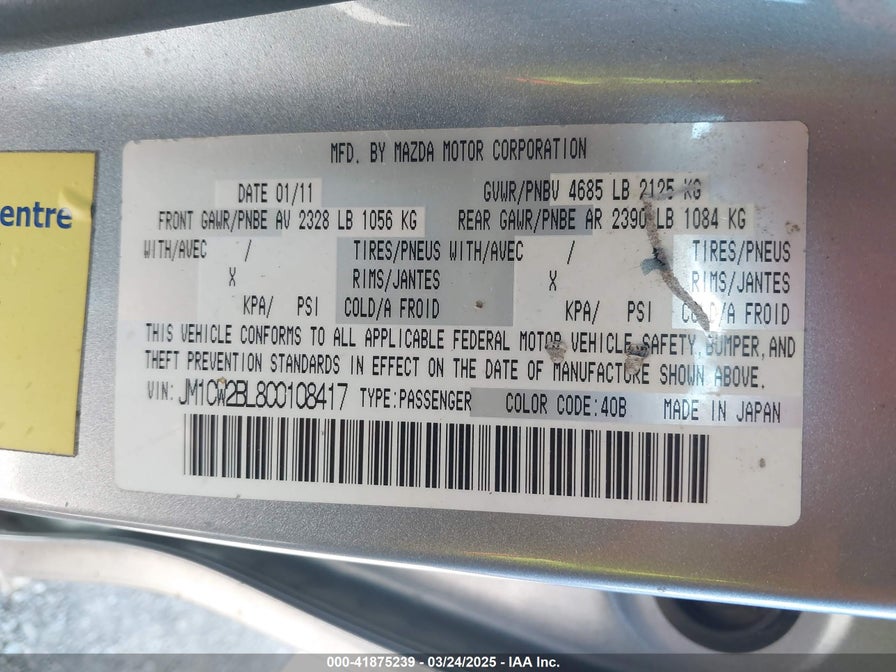 entre
MFD. BY MAZDA MOTOR CORPORATION
DATE 01/11 GVWR/PNBV 4685 LB 2125 KG
FRONT GAWR/PNBE AV 2328 LB 1056 KG REAR GAWR/PNBE AR 2390 LB 1084 KG
WITH/AVEC / TIRES/PNEUS WITH/AVEC / TIRES/PNEUS
X RIMS/JANTES X RIMS/JANTES
KPA/ PSI COLD/A FROID KPA/ PSI COLD/A FROID
THIS VEHICLE CONFORMS TO ALL APPLICABLE FEDERAL MOTOR VEHICLE SAFETY, BUMPER, AND
THEFT PREVENTION STANDARDS IN EFFECT ON THE DATE OF MANUFACTURE SHOWN ABOVE.
VIN: JM1CW2BL8C0108417 TYPE:PASSENGER COLOR CODE:40B MADE IN JAPAN
000-41875239 — 03/24/2025 — IAA Inc.